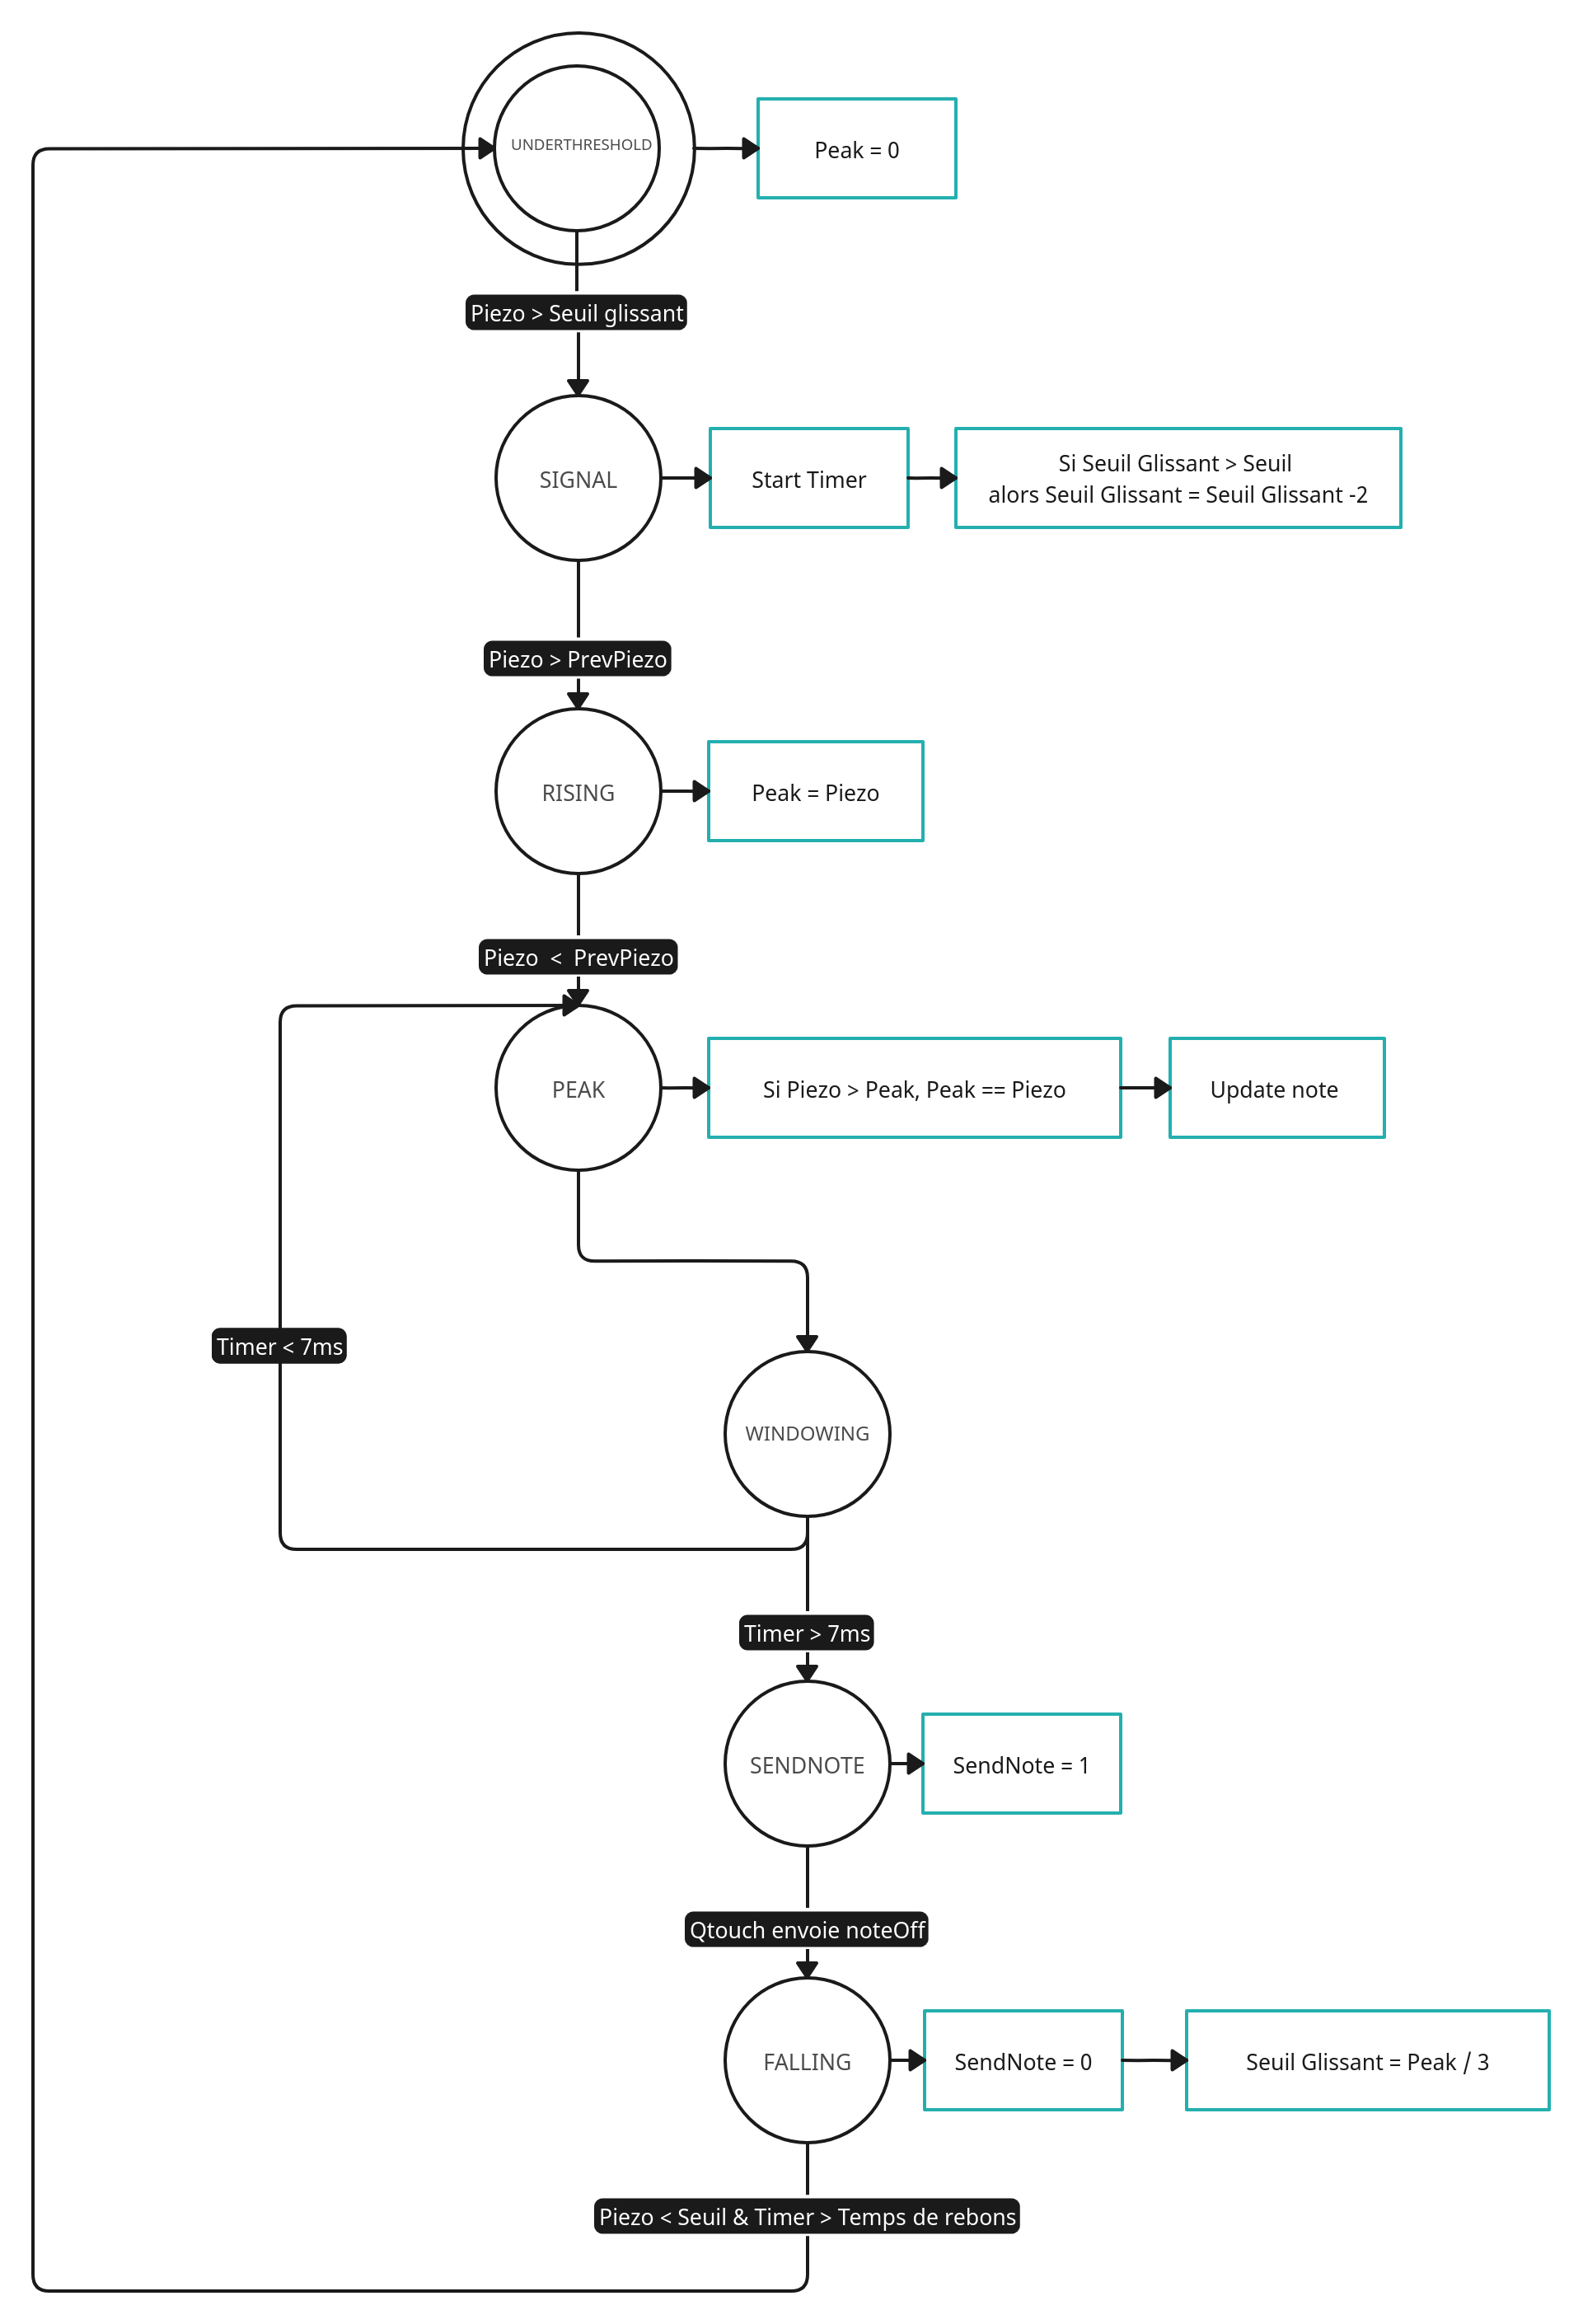 UNDERTHRESHOLD
Peak = 0
Piezo > Seuil glissant
SIGNAL
Start Timer
Si Seuil Glissant > Seuil
alors Seuil Glissant = Seuil Glissant -2
Piezo > PrevPiezo
RISING
Peak = Piezo
Piezo < PrevPiezo
PEAK
Si Piezo > Peak, Peak == Piezo
Update note
Timer < 7ms
WINDOWING
Timer > 7ms
SENDNOTE
SendNote = 1
Qtouch envoie noteOff
FALLING
SendNote = 0
Seuil Glissant = Peak / 3
Piezo < Seuil & Timer > Temps de rebons